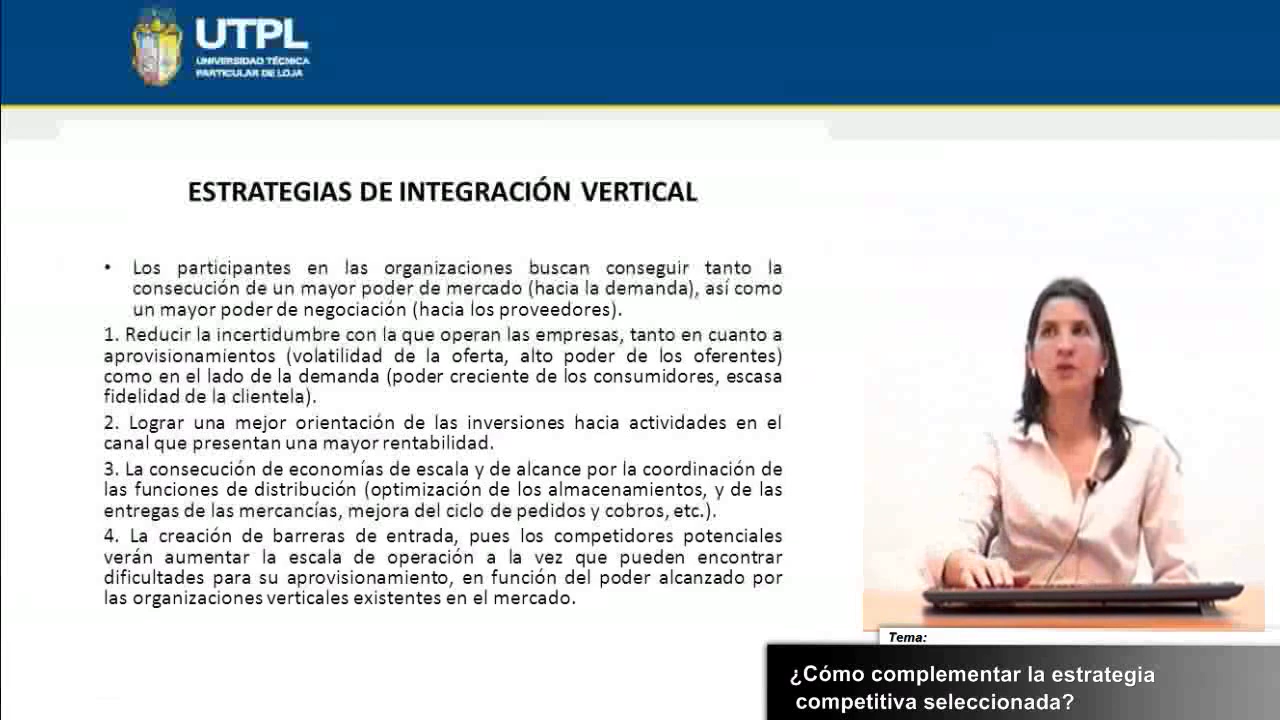 UTPL
UNIVERSIDAD TÉCNICA
PARTICULAR DE LOJA
ESTRATEGIAS DE INTEGRACIÓN VERTICAL
• Los participantes en las organizaciones buscan conseguir tanto la
consecución de un mayor poder de mercado (hacia la demanda), así como
un mayor poder de negociación (hacia los proveedores).
1. Reducir la incertidumbre con la que operan las empresas, tanto en cuanto a
aprovisionamientos (volatilidad de la oferta, alto poder de los oferentes)
como en el lado de la demanda (poder creciente de los consumidores, escasa
fidelidad de la clientela).
2. Lograr una mejor orientación de las inversiones hacia actividades en el
canal que presentan una mayor rentabilidad.
3. La consecución de economías de escala y de alcance por la coordinación de
las funciones de distribución (optimización de los almacenamientos, y de las
entregas de las mercancías, mejora del ciclo de pedidos y cobros, etc.).
4. La creación de barreras de entrada, pues los competidores potenciales
verán aumentar la escala de operación a la vez que pueden encontrar
dificultades para su aprovisionamiento, en función del poder alcanzado por
las organizaciones verticales existentes en el mercado.
Tema:
¿Cómo complementar la estrategia
competitiva seleccionada?